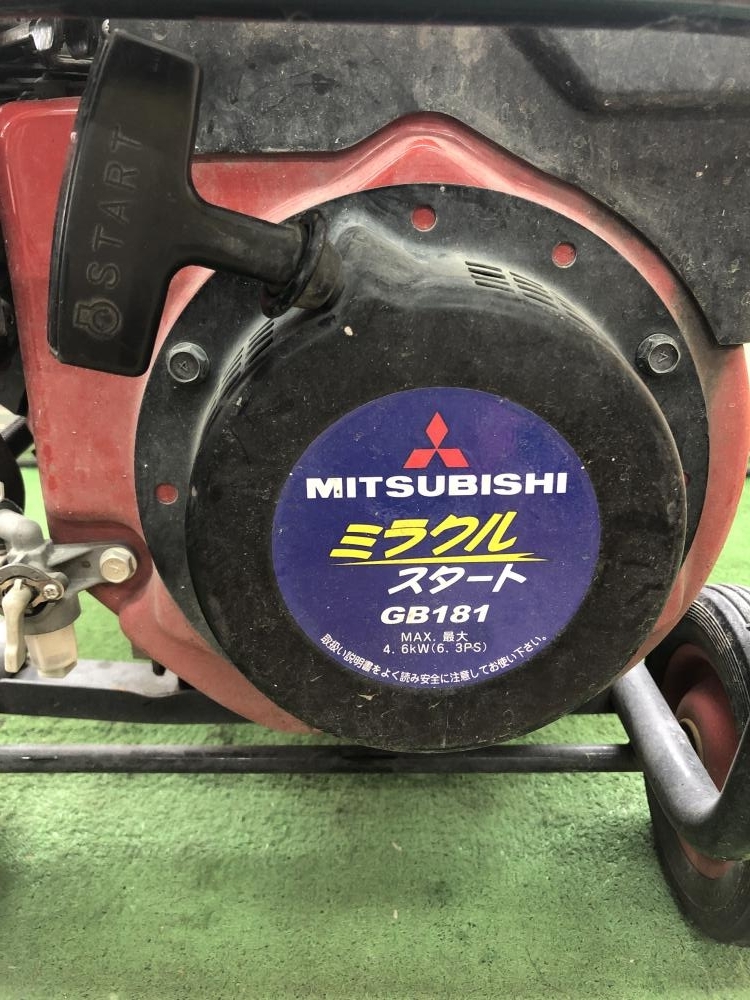 START
MITSUBISHI
ミラクル
スタート
GB181
MAX. 最大
4. 6kW(6. 3PS)
取扱い説明書をよく読み安全に注意してお使い下さい。